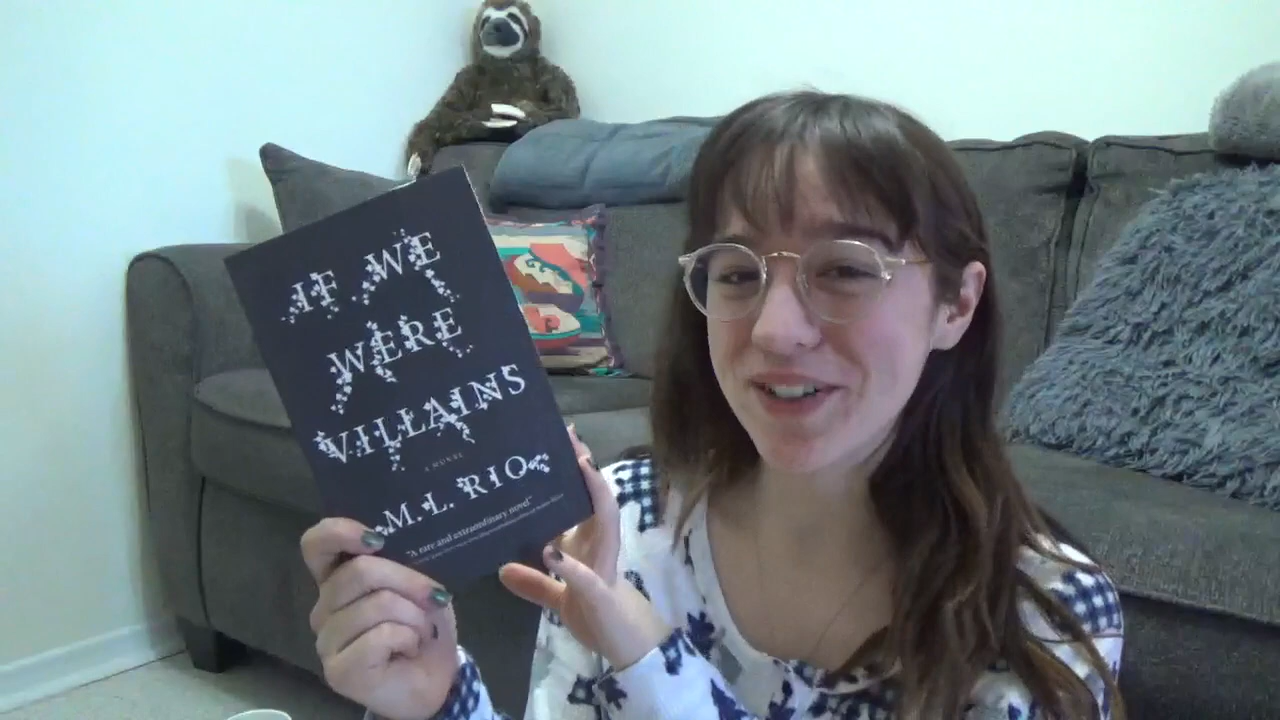 IF WE
WERE
VILLAINS
A NOVEL
M. L. RIO
"A rare and extraordinary novel"